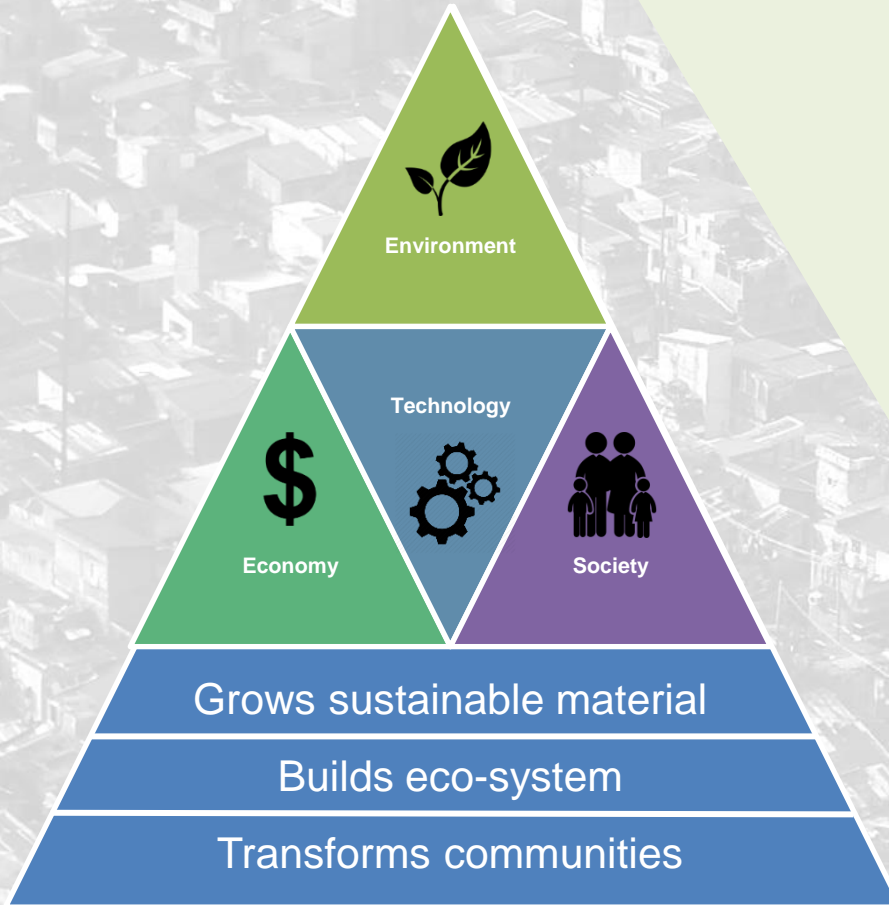 Environment
Technology
Economy
Society
Grows sustainable material
Builds eco-system
Transforms communities